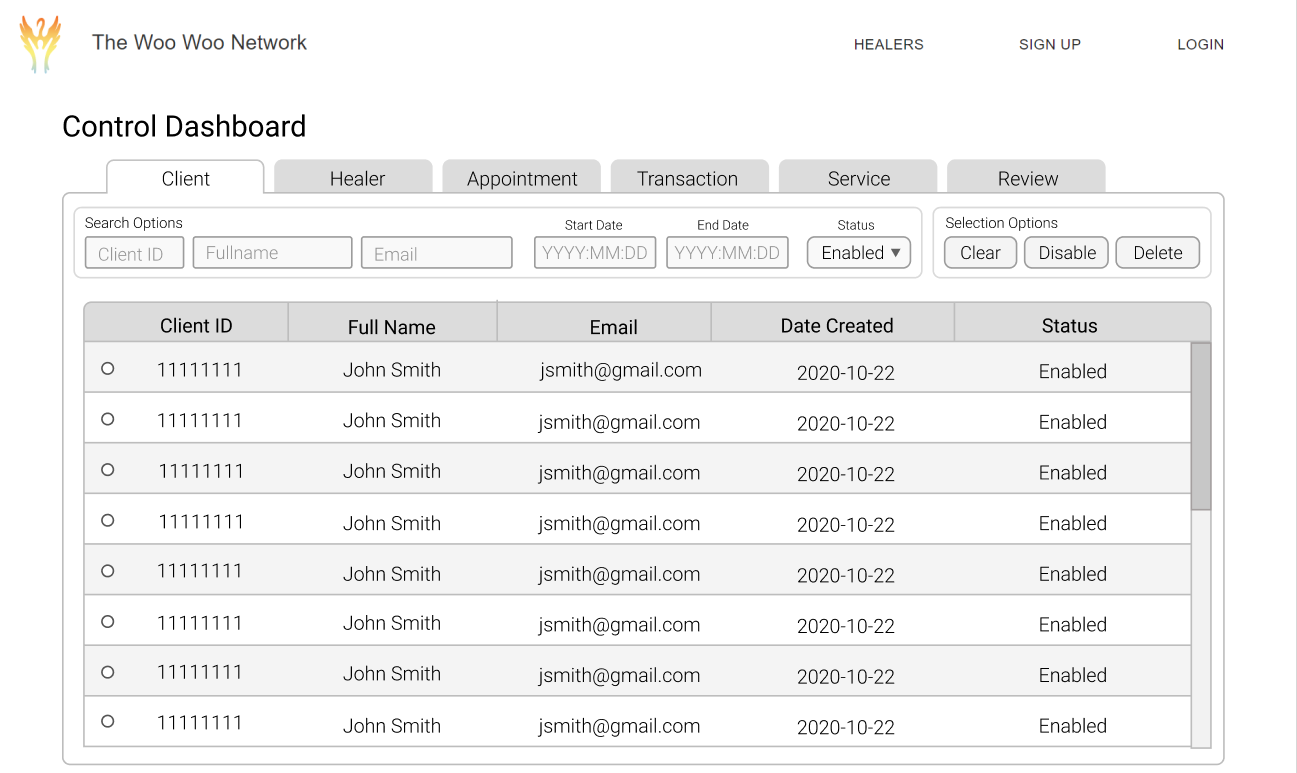 The Woo Woo Network HEALERS SIGN UP LOGIN
Control Dashboard
Client Healer Appointment Transaction Service Review
Search Options Start Date End Date Status Selection Options
Client ID Fullname Email YYYY:MM:DD YYYY:MM:DD Enabled ▼ Clear Disable Delete
Client ID Full Name Email Date Created Status
11111111 John Smith jsmith@gmail.com 2020-10-22 Enabled
11111111 John Smith jsmith@gmail.com 2020-10-22 Enabled
11111111 John Smith jsmith@gmail.com 2020-10-22 Enabled
11111111 John Smith jsmith@gmail.com 2020-10-22 Enabled
11111111 John Smith jsmith@gmail.com 2020-10-22 Enabled
11111111 John Smith jsmith@gmail.com 2020-10-22 Enabled
11111111 John Smith jsmith@gmail.com 2020-10-22 Enabled
11111111 John Smith jsmith@gmail.com 2020-10-22 Enabled